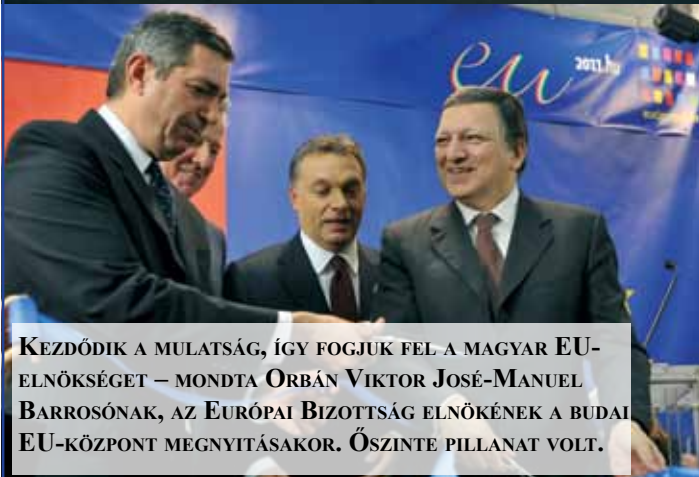 eu
2011.hu
KEZDŐDIK A MULATSÁG, ÍGY FOGJUK FEL A MAGYAR EU-
ELNÖKSÉGET – MONDTA ORBÁN VIKTOR JOSÉ-MANUEL
BARROSÓNAK, AZ EURÓPAI BIZOTTSÁG ELNÖKÉNEK A BUDAI
EU-KÖZPONT MEGNYITÁSAKOR. ŐSZINTE PILLANAT VOLT.